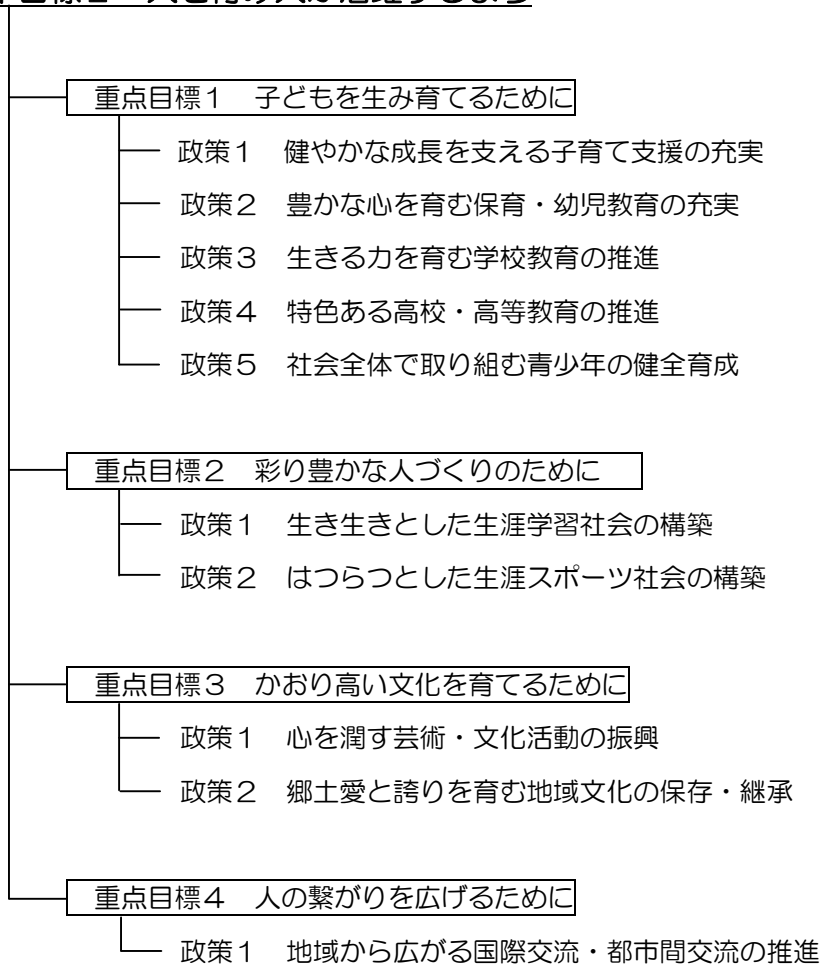 重点目標1 子どもを生み育てるために
政策1 健やかな成長を支える子育て支援の充実
政策2 豊かな心を育む保育・幼児教育の充実
政策3 生きる力を育む学校教育の推進
政策4 特色ある高校・高等教育の推進
政策5 社会全体で取り組む青少年の健全育成
重点目標2 彩り豊かな人づくりのために
政策1 生き生きとした生涯学習社会の構築
政策2 はつらつとした生涯スポーツ社会の構築
重点目標3 かおり高い文化を育てるために
政策1 心を潤す芸術・文化活動の振興
政策2 郷土愛と誇りを育む地域文化の保存・継承
重点目標4 人の繋がりを広げるために
政策1 地域から広がる国際交流・都市間交流の推進